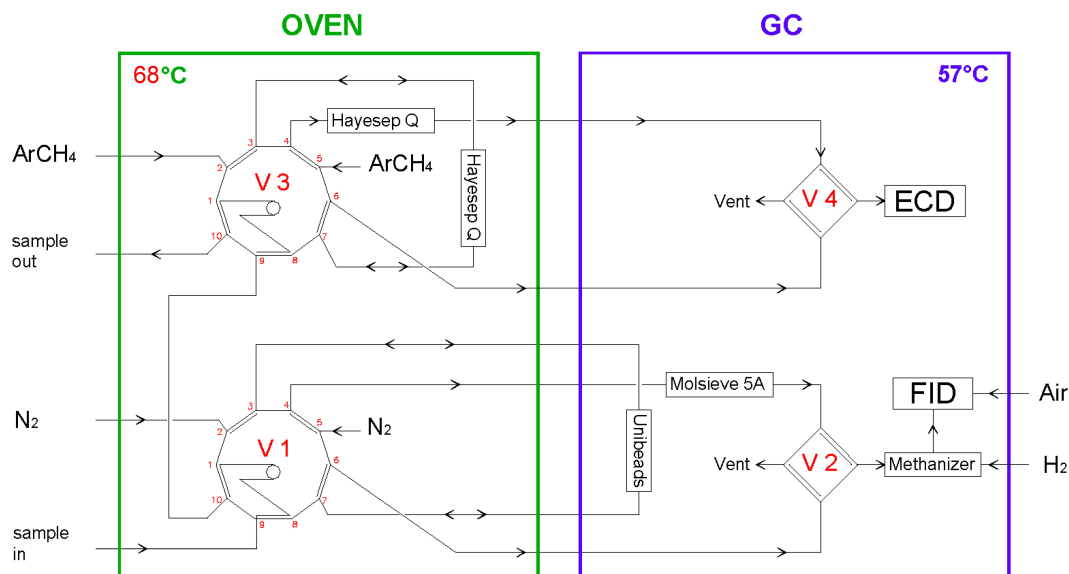 OVEN
GC
68°C
57°C
3
4
Hayesep Q
ArCH4
2
5
ArCH4
Hayesep Q
V 3
1
6
Vent
V 4
ECD
sample
out
10
7
9
8
3
4
Molsieve 5A
FID
Air
N2
2
5
N2
Unibeads
V 1
1
6
Vent
V 2
Methanizer
H2
10
7
sample
in
9
8